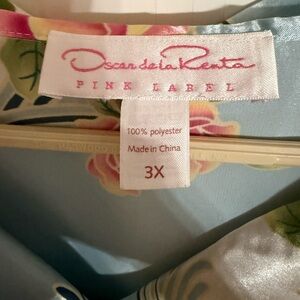 Oscar de la Renta
PINK LABEL
100% polyester
Made in China
3X